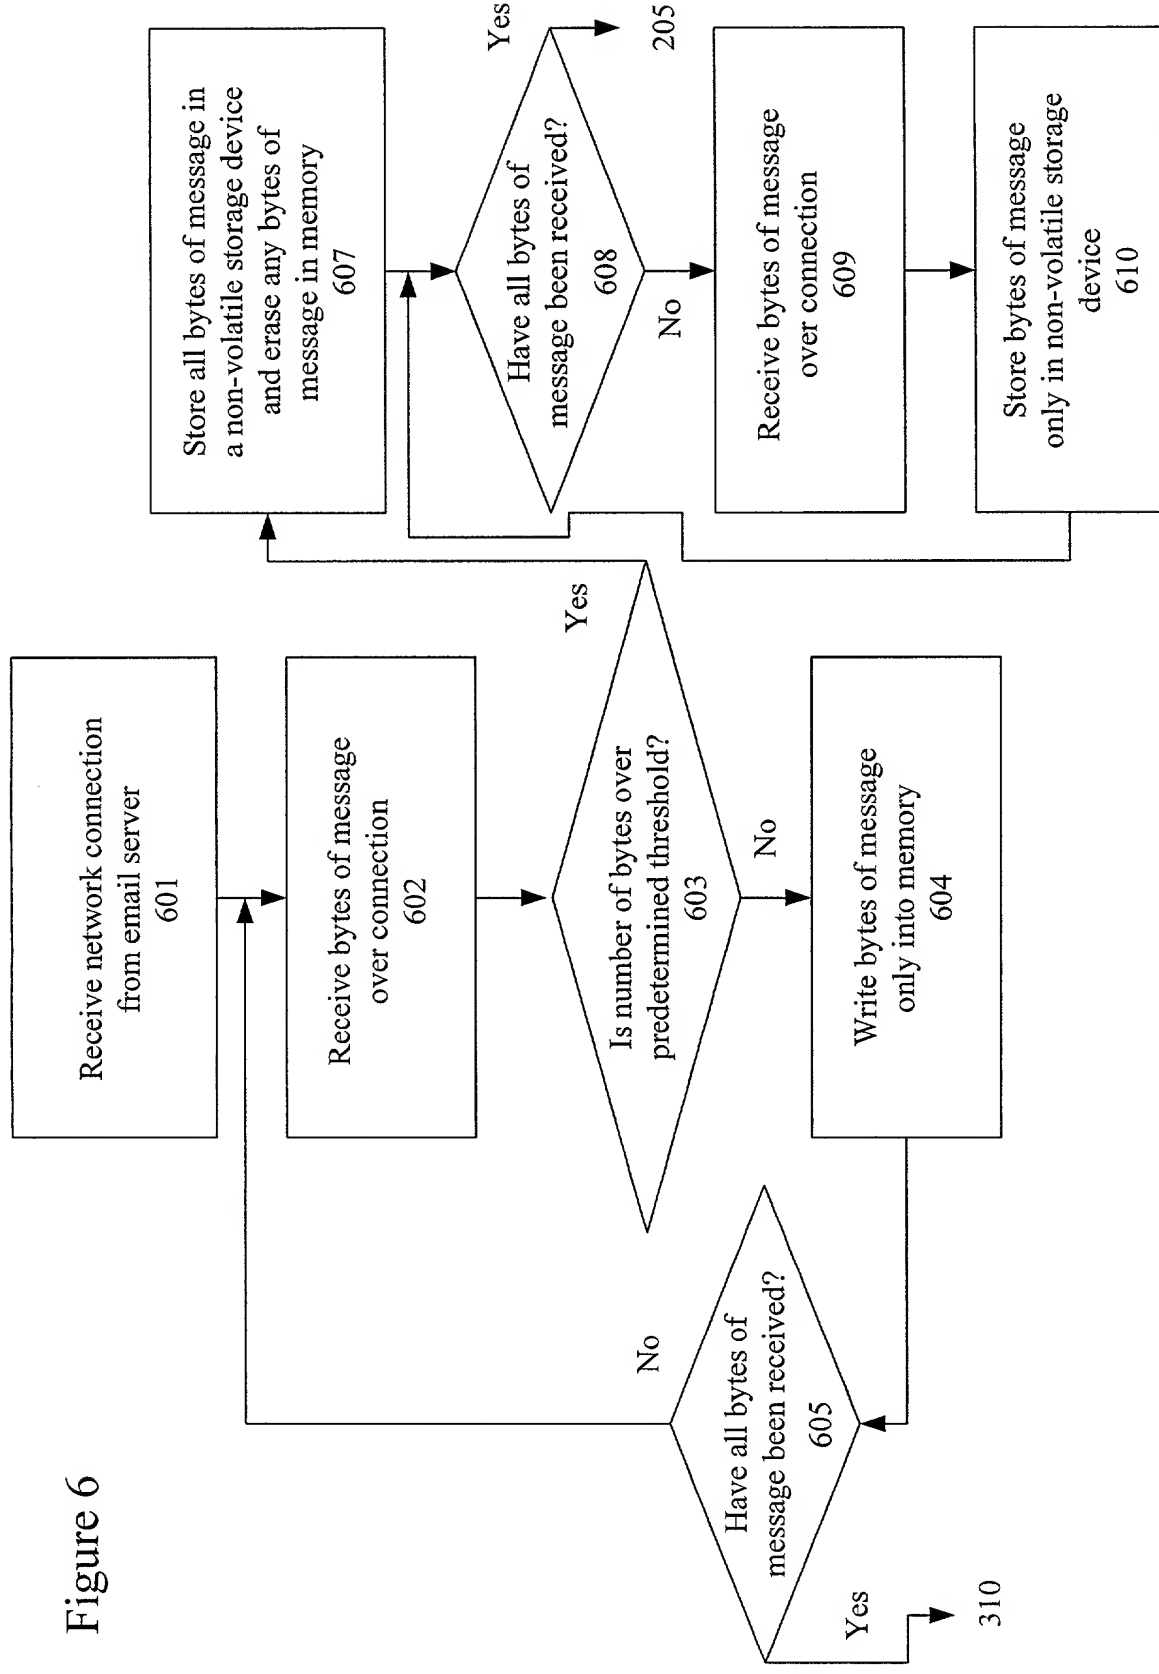 Figure 6
Receive network connection
from email server
601
Receive bytes of message
over connection
602
Is number of bytes over
predetermined threshold?
603
Yes
No
Write bytes of message
only into memory
604
Have all bytes of
message been received?
605
No
Yes
310
Store all bytes of message in
a non-volatile storage device
and erase any bytes of
message in memory
607
Have all bytes of
message been received?
608
Yes
205
No
Receive bytes of message
over connection
609
Store bytes of message
only in non-volatile storage
device
610